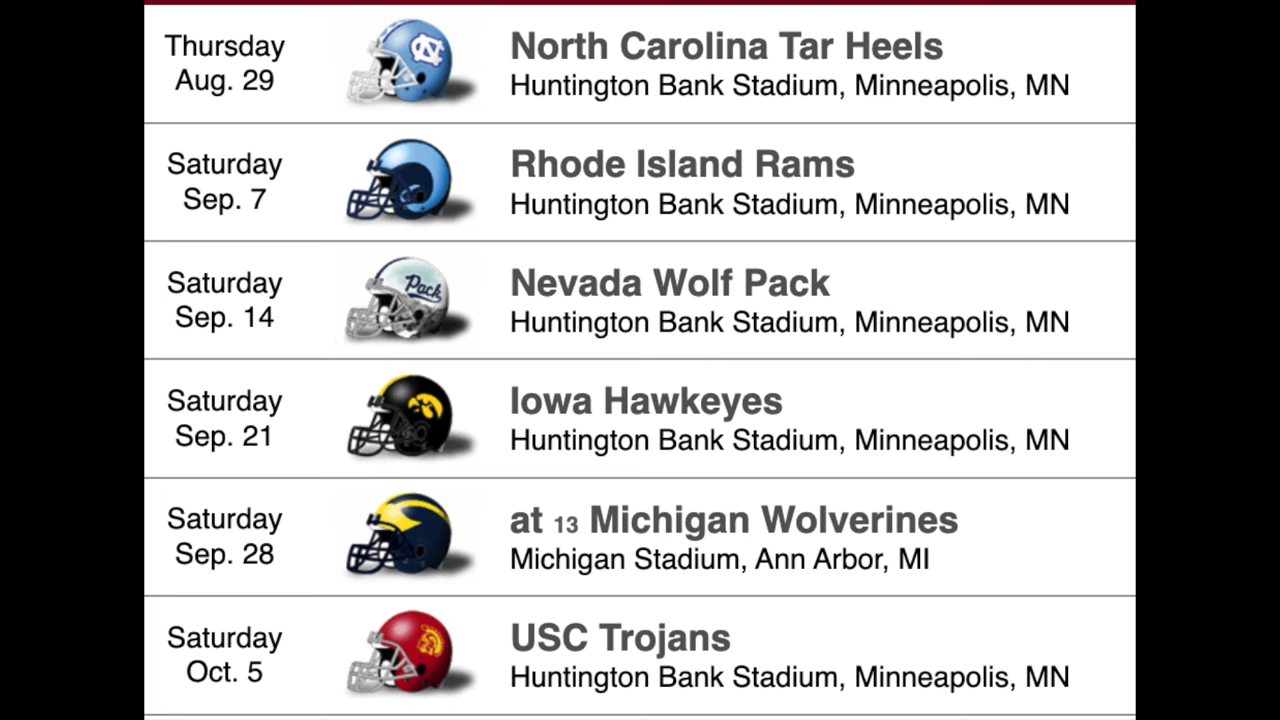 Thursday
Aug. 29
NC
North Carolina Tar Heels
Huntington Bank Stadium, Minneapolis, MN
Saturday
Sep. 7
Rhode Island Rams
Huntington Bank Stadium, Minneapolis, MN
Saturday
Sep. 14
Pack
Nevada Wolf Pack
Huntington Bank Stadium, Minneapolis, MN
Saturday
Sep. 21
Iowa Hawkeyes
Huntington Bank Stadium, Minneapolis, MN
Saturday
Sep. 28
at 13 Michigan Wolverines
Michigan Stadium, Ann Arbor, MI
Saturday
Oct. 5
USC Trojans
Huntington Bank Stadium, Minneapolis, MN